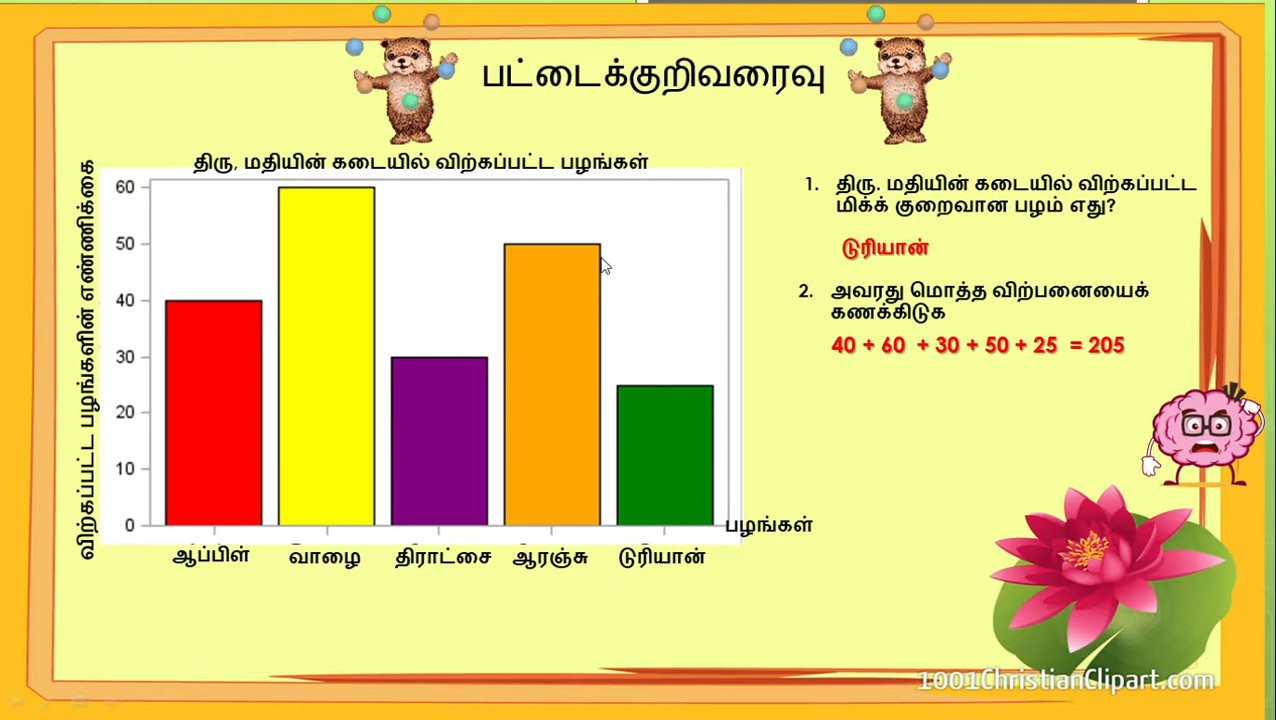 பட்டைக்குறிவரைவு
திரு, மதியின் கடையில் விற்கப்பட்ட பழங்கள்
விற்கப்பட்ட பழங்களின் எண்ணிக்கை
60
50
40
30
20
10
0
ஆப்பிள் வாழை திராட்சை ஆரஞ்சு டுரியான்
பழங்கள்
1. திரு. மதியின் கடையில் விற்கப்பட்ட
மிக்க் குறைவான பழம் எது?
டுரியான்
2. அவரது மொத்த விற்பனையைக்
கணக்கிடுக
40 + 60 + 30 + 50 + 25 = 205
1001ChristianClipart.com